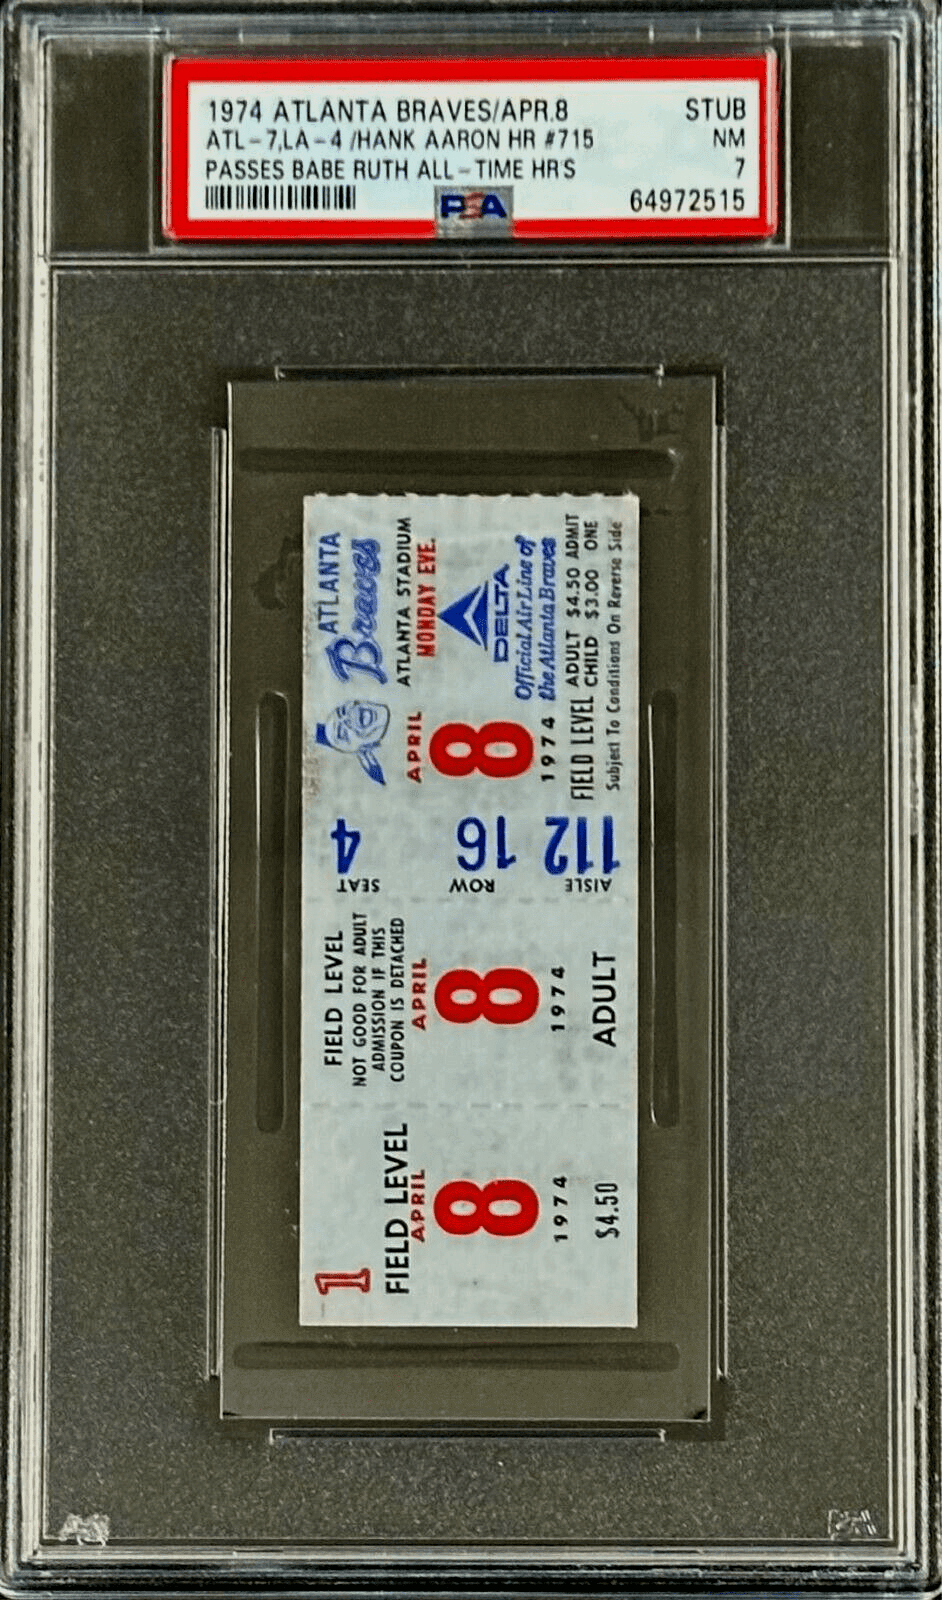 1974 ATLANTA BRAVES/APR.8 STUB
ATL-7,LA-4 /HANK AARON HR #715 NM
PASSES BABE RUTH ALL-TIME HR'S 7
PSA 64972515
ATLANTA
Braves
ATLANTA STADIUM
MONDAY EVE.
APRIL
8
1974
DELTA
Official Air Line of
the Atlanta Braves
FIELD LEVEL ADULT $4.50 ADMIT
CHILD $3.00 ONE
Subject To Conditions On Reverse Side
4
SEAT
16
ROW
112
AISLE
FIELD LEVEL
NOT GOOD FOR ADULT
ADMISSION IF THIS
COUPON IS DETACHED
APRIL
8
1974
ADULT
1
FIELD LEVEL
APRIL
8
1974
$4.50